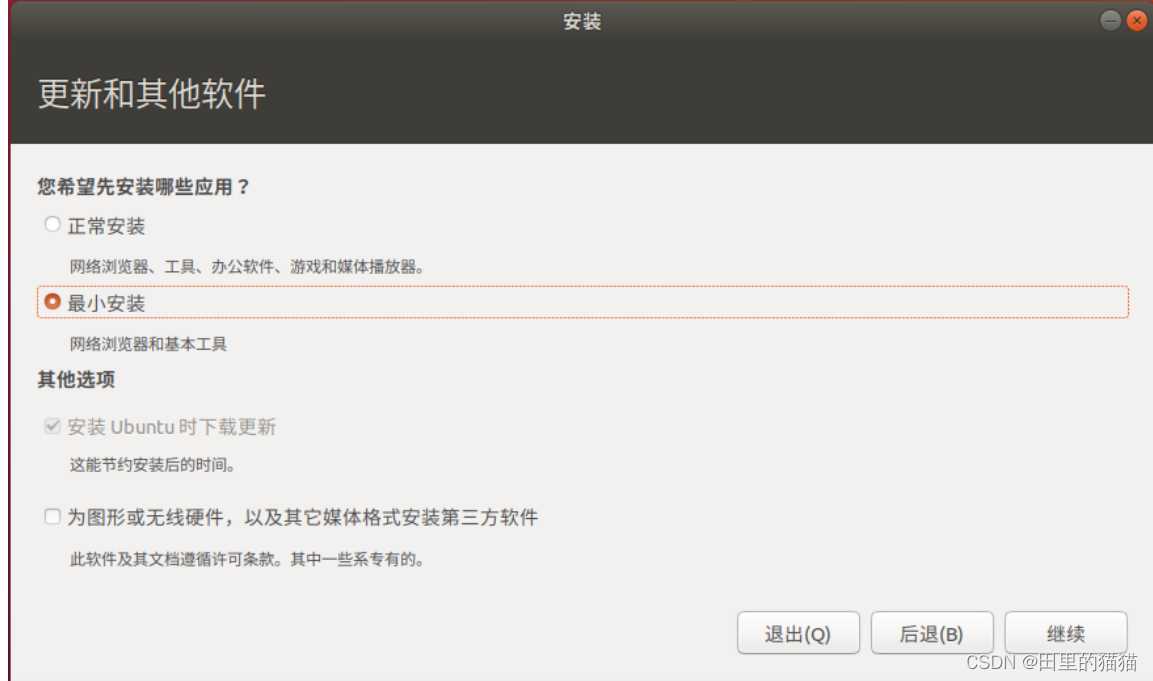 安装
更新和其他软件
您希望先安装哪些应用？
正常安装
网络浏览器、工具、办公软件、游戏和媒体播放器。
最小安装
网络浏览器和基本工具
其他选项
安装 Ubuntu 时下载更新
这能节约安装后的时间。
为图形或无线硬件，以及其它媒体格式安装第三方软件
此软件及其文档遵循许可条款。其中一些系专有的。
退出(Q) 后退(B) 继续
CSDN @田里的猫猫